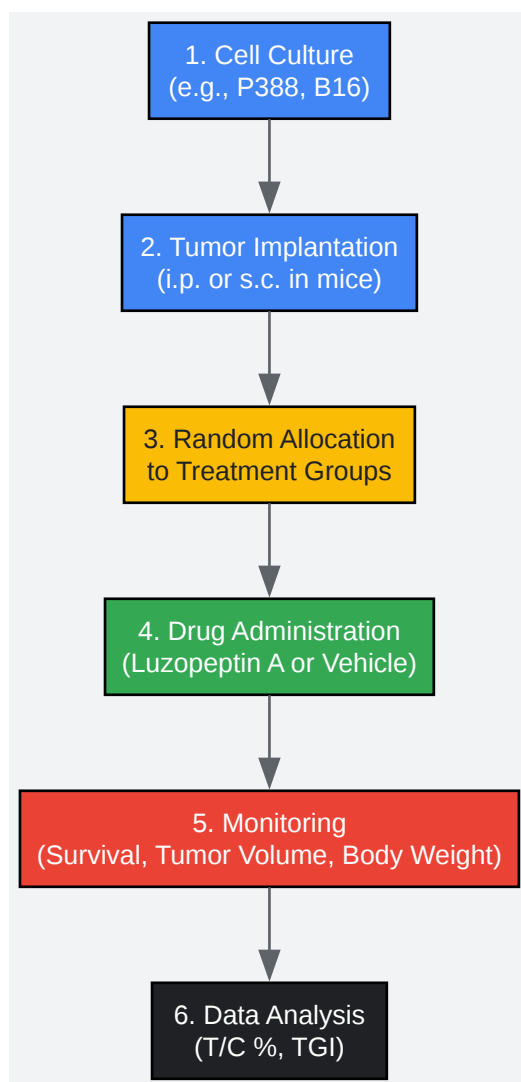 1. Cell Culture
(e.g., P388, B16)
2. Tumor Implantation
(i.p. or s.c. in mice)
3. Random Allocation
to Treatment Groups
4. Drug Administration
(Luzopeptin A or Vehicle)
5. Monitoring
(Survival, Tumor Volume, Body Weight)
6. Data Analysis
(T/C %, TGI)